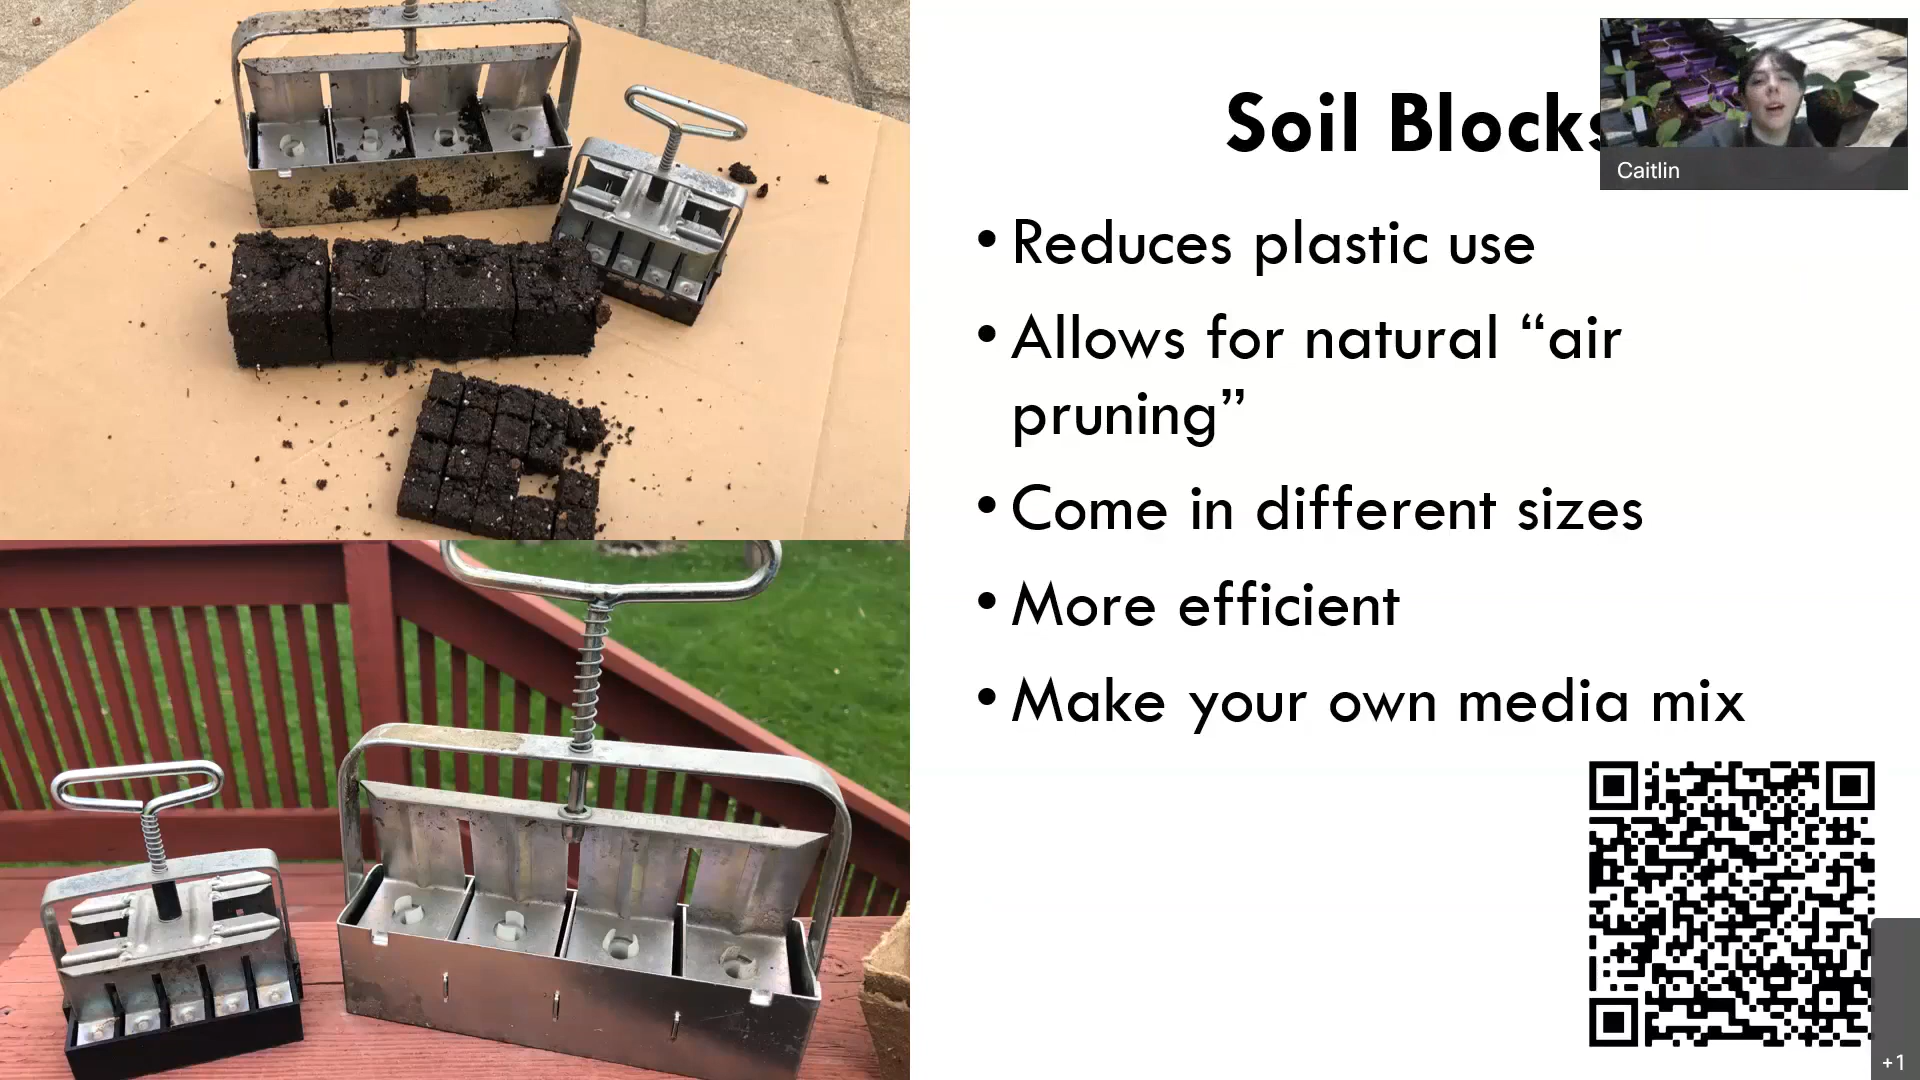 Soil Blocks
Caitlin
• Reduces plastic use
• Allows for natural “air
pruning”
• Come in different sizes
• More efficient
• Make your own media mix
+1